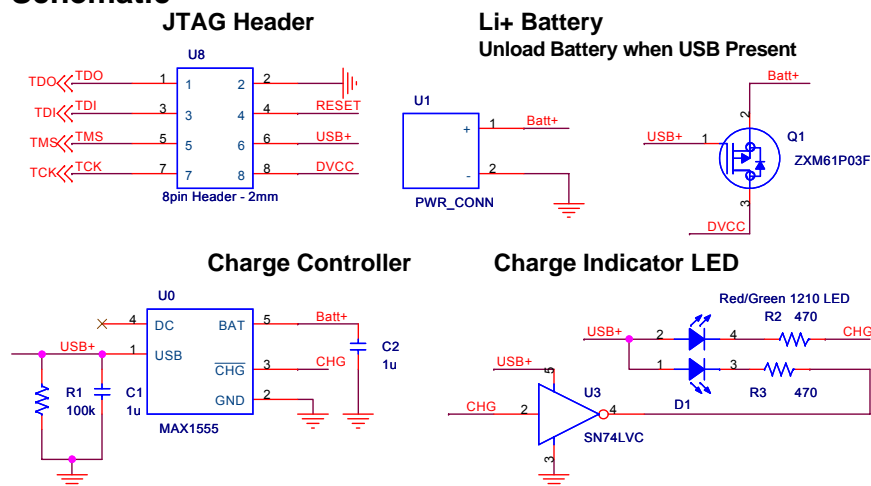 Schematic
JTAG Header
Li+ Battery
Unload Battery when USB Present
U8
TDO TDO 1 1 2 2
TDI TDI 3 3 4 4 RESET
TMS TMS 5 5 6 6 USB+
TCK TCK 7 7 8 8 DVCC
8pin Header - 2mm
U1
+ 1 Batt+
- 2
PWR_CONN
Batt+
2
USB+ 1
Q1
ZXM61P03F
3
DVCC
Charge Controller
Charge Indicator LED
U0
4 DC BAT 5 Batt+
USB+ 1 USB
CHG 3 CHG
GND 2
MAX1555
R1
100k
C1
1u
C2
1u
Red/Green 1210 LED
R2 470
USB+ 2 4 CHG
1 3
R3 470
D1
USB+ 5
U3
CHG 2 4
SN74LVC
3